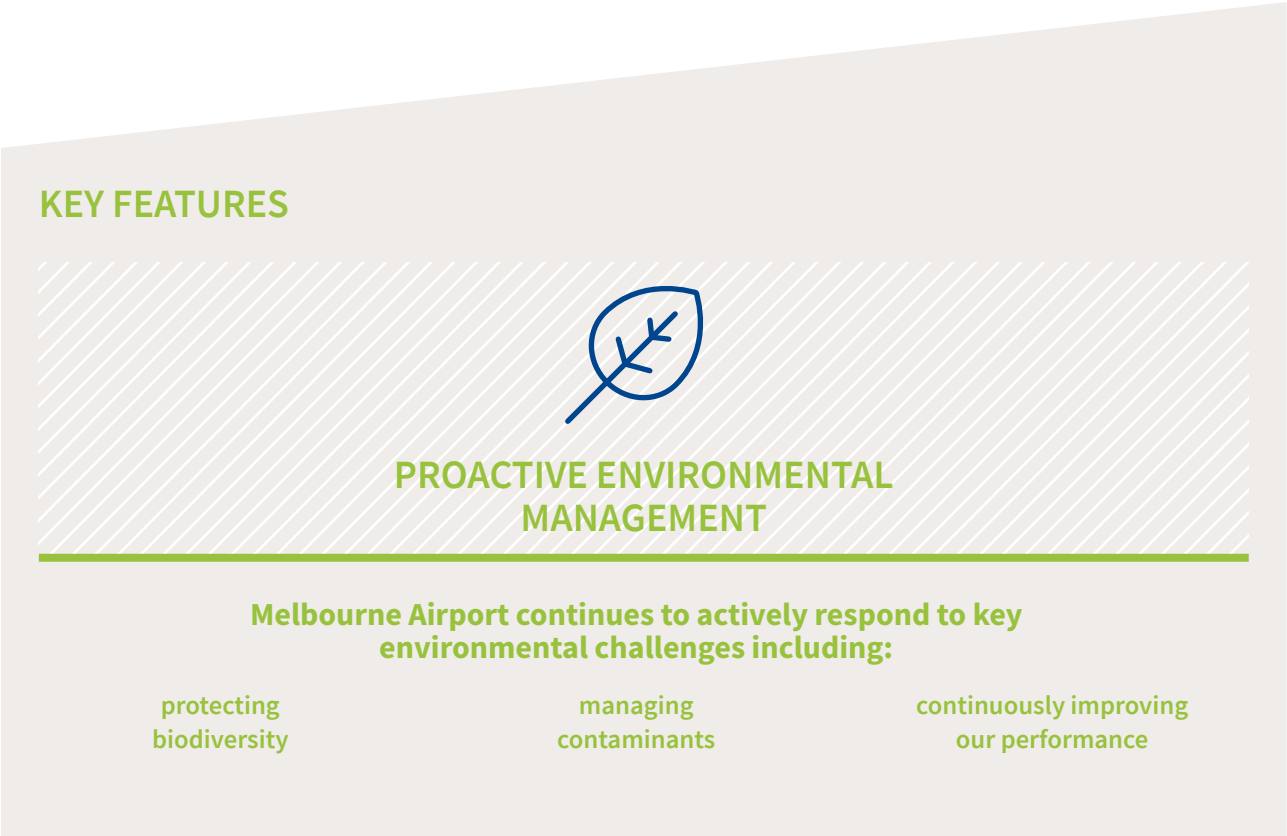 KEY FEATURES
PROACTIVE ENVIRONMENTAL
MANAGEMENT
Melbourne Airport continues to actively respond to key
environmental challenges including:
protecting
biodiversity
managing
contaminants
continuously improving
our performance